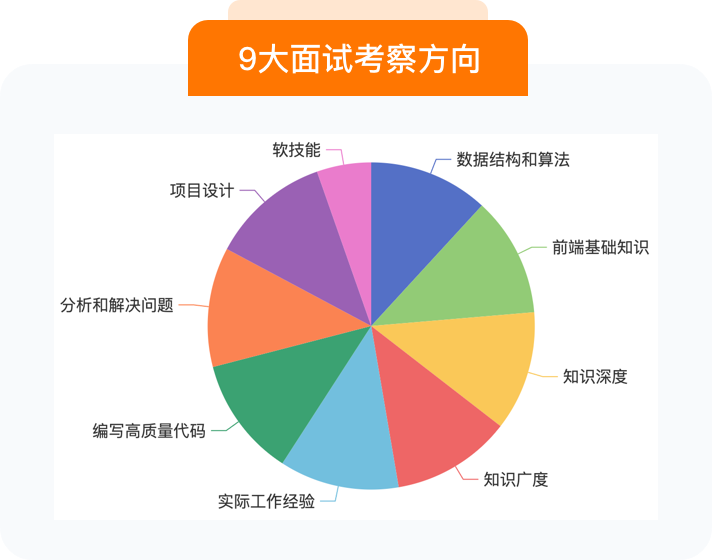 9大面试考察方向
软技能
数据结构和算法
项目设计
前端基础知识
分析和解决问题
知识深度
编写高质量代码
知识广度
实际工作经验